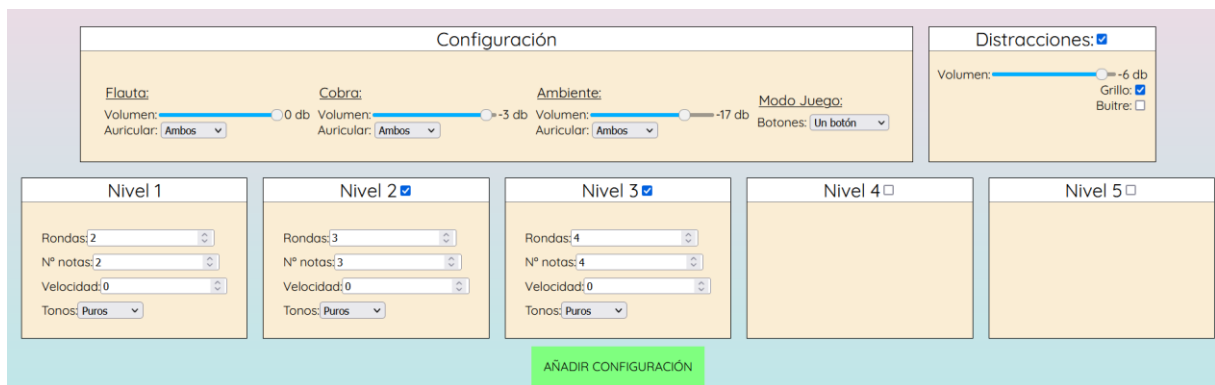 Configuración
Flauta:
Volumen: 0 db
Auricular: Ambos
Cobra:
Volumen: -3 db
Auricular: Ambos
Ambiente:
Volumen: -17 db
Auricular: Ambos
Modo Juego:
Botones: Un botón
Distracciones:
Volumen: -6 db
Grillo:
Buitre:
Nivel 1
Rondas: 2
Nº notas: 2
Velocidad: 0
Tonos: Puros
Nivel 2
Rondas: 3
Nº notas: 3
Velocidad: 0
Tonos: Puros
Nivel 3
Rondas: 4
Nº notas: 4
Velocidad: 0
Tonos: Puros
Nivel 4
Nivel 5
AÑADIR CONFIGURACIÓN